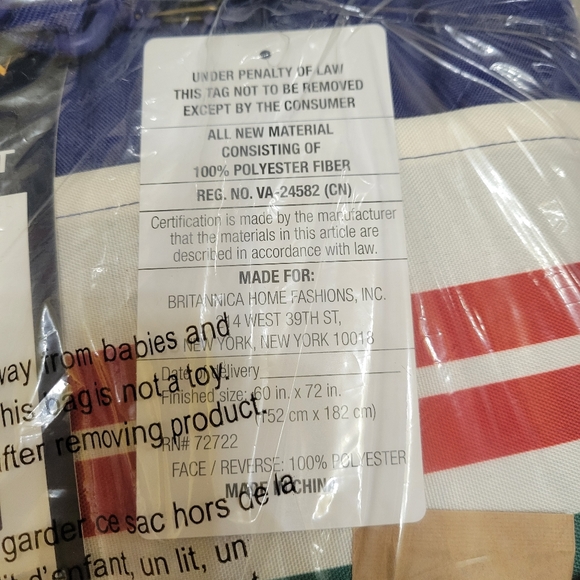 UNDER PENALTY OF LAW
THIS TAG NOT TO BE REMOVED
EXCEPT BY THE CONSUMER
ALL NEW MATERIAL
CONSISTING OF
100% POLYESTER FIBER
REG. NO. VA-24582 (CN)
Certification is made by the manufacturer
that the materials in this article are
described in accordance with law.
MADE FOR:
BRITANNICA HOME FASHIONS, INC.
214 WEST 39TH ST,
NEW YORK, NEW YORK 10018
Date of delivery
Finished size: 60 in. x 72 in.
(152 cm x 182 cm)
RN# 72722
FACE / REVERSE: 100% POLYESTER
MADE IN CHINA
from babies and
bag is not a toy.
after removing product.
garder ce sac hors de la
d'enfant, un lit, un